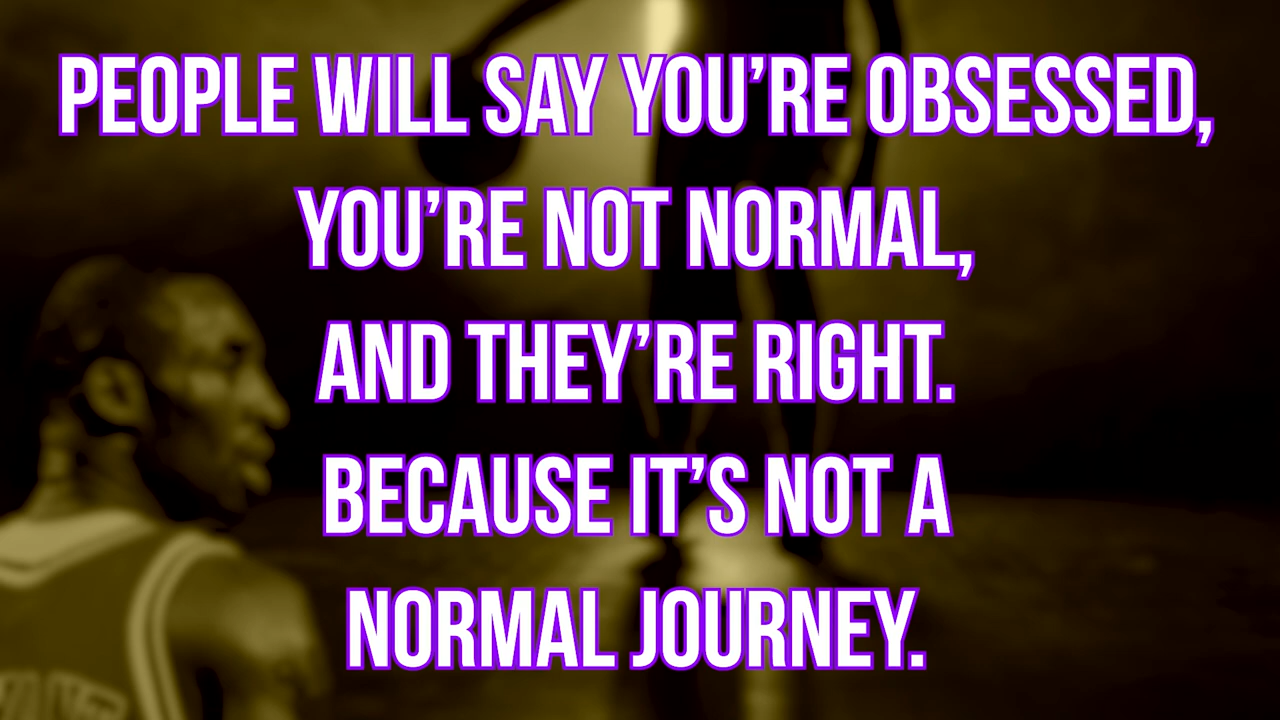 PEOPLE WILL SAY YOU’RE OBSESSED,
YOU’RE NOT NORMAL,
AND THEY’RE RIGHT.
BECAUSE IT’S NOT A
NORMAL JOURNEY.